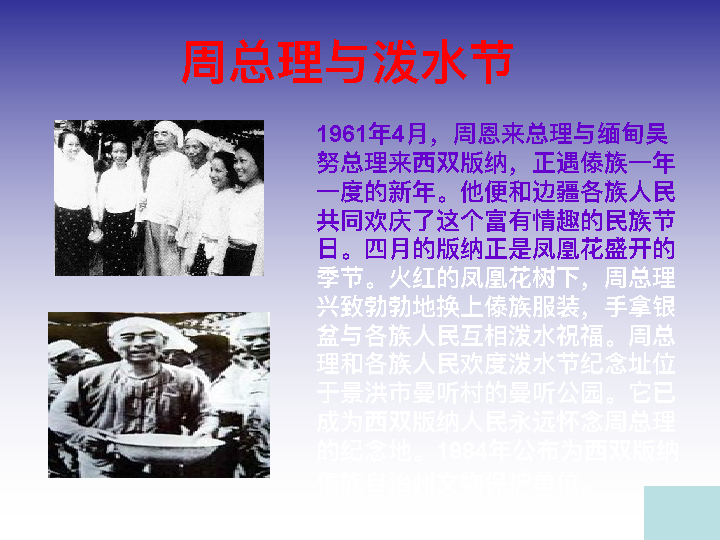 周总理与泼水节
1961年4月，周恩来总理与缅甸吴
努总理来西双版纳，正遇傣族一年
一度的新年。他便和边疆各族人民
共同欢庆了这个富有情趣的民族节
日。四月的版纳正是凤凰花盛开的
季节。火红的凤凰花树下，周总理
兴致勃勃地换上傣族服装，手拿银
盆与各族人民互相泼水祝福。周总
理和各族人民欢度泼水节纪念址位
于景洪市曼听村的曼听公园。它已
成为西双版纳人民永远怀念周总理
的纪念地。1984年公布为西双版纳